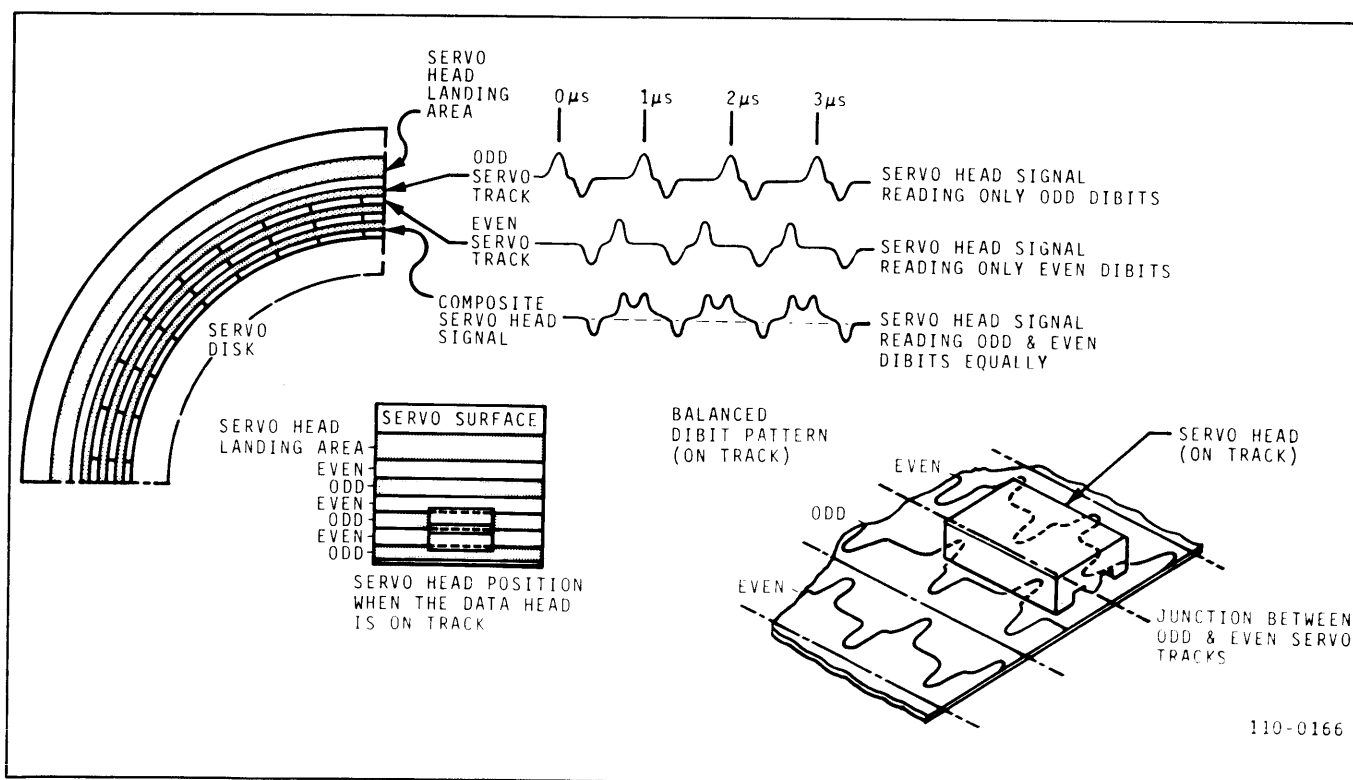 SERVO
HEAD
LANDING
AREA
0µs 1µs 2µs 3µs
ODD
SERVO
TRACK
SERVO HEAD SIGNAL
READING ONLY ODD DIBITS
EVEN
SERVO
TRACK
SERVO HEAD SIGNAL
READING ONLY EVEN DIBITS
COMPOSITE
SERVO HEAD
SIGNAL
SERVO HEAD SIGNAL
READING ODD & EVEN
DIBITS EQUALLY
SERVO
DISK
SERVO SURFACE
SERVO HEAD
LANDING AREA
EVEN
ODD
EVEN
ODD
EVEN
ODD
SERVO HEAD POSITION
WHEN THE DATA HEAD
IS ON TRACK
BALANCED
DIBIT PATTERN
(ON TRACK)
SERVO HEAD
(ON TRACK)
EVEN
ODD
EVEN
JUNCTION BETWEEN
ODD & EVEN SERVO
TRACKS
110-0166